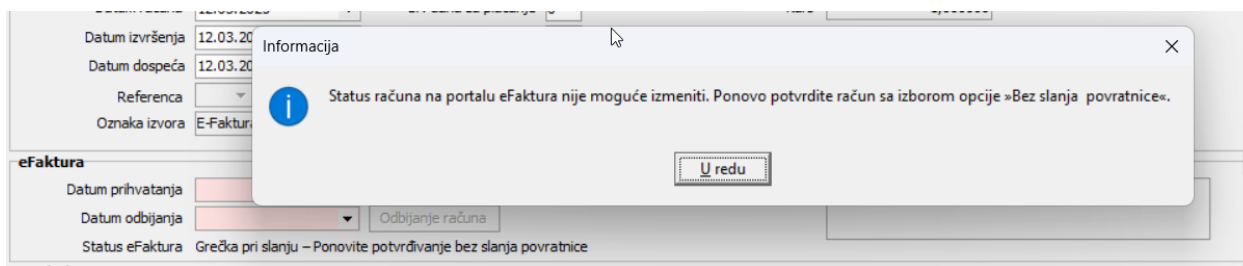 Datum izvršenja 12.03.20
Datum dospeća 12.03.20
Referenca
Oznaka izvora E-Faktura
Informacija
Status računa na portalu eFaktura nije moguće izmeniti. Ponovo potvrdite račun sa izborom opcije »Bez slanja povratnice«.
U redu
eFaktura
Datum prihvatanja
Datum odbijanja Odbijanje računa
Status eFaktura Grečka pri slanju – Ponovite potvrđivanje bez slanja povratnice